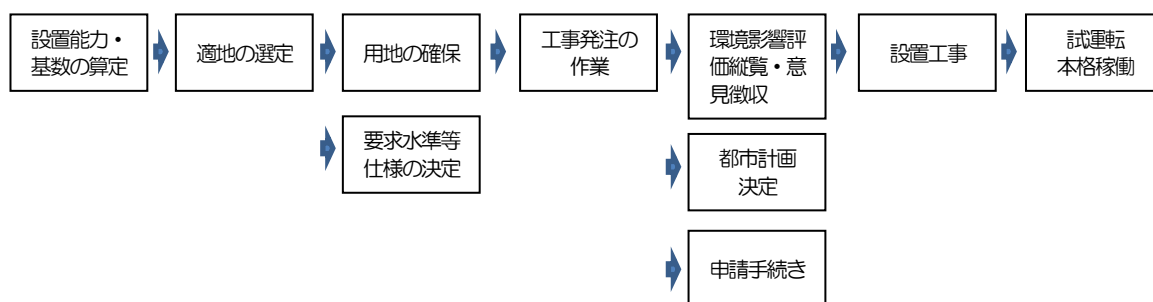 設置能力・
基数の算定
適地の選定
用地の確保
要求水準等
仕様の決定
工事発注の
作業
環境影響評
価縦覧・意
見徴収
都市計画
決定
申請手続き
設置工事
試運転
本格稼働